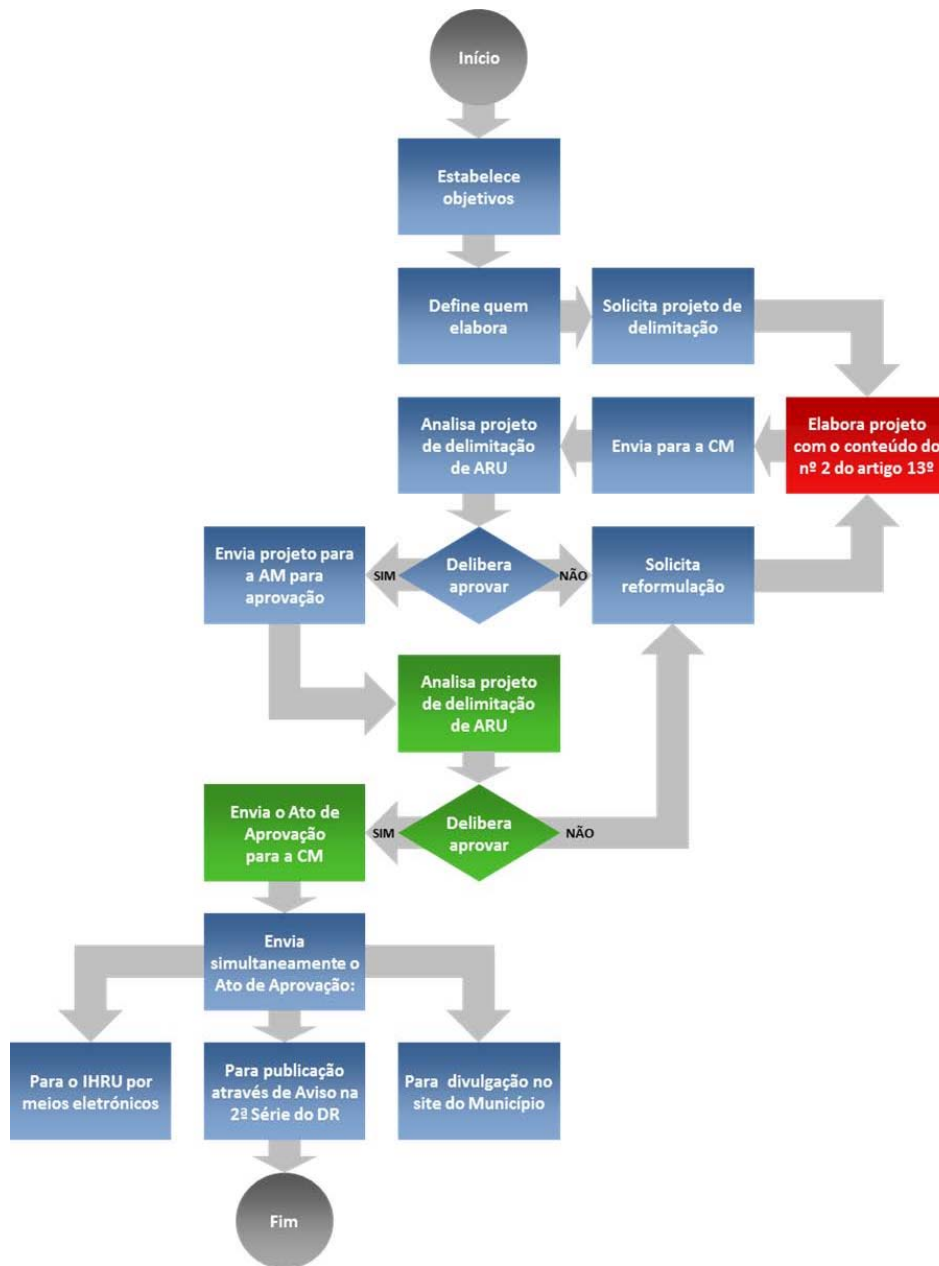 Início
Estabelece
objetivos
Define quem
elabora
Solicita projeto de
delimitação
Analisa projeto
de delimitação
de ARU
Envia para a CM
Elabora projeto
com o conteúdo do
nº 2 do artigo 13º
Envia projeto para
a AM para
aprovação
SIM
Delibera
aprovar
NÃO
Solicita
reformulação
Analisa projeto
de delimitação
de ARU
Envia o Ato de
Aprovação
para a CM
SIM
Delibera
aprovar
NÃO
Envia
simultaneamente o
Ato de Aprovação:
Para o IHRU por
meios eletrónicos
Para publicação
através de Aviso na
2ª Série do DR
Para divulgação no
site do Município
Fim